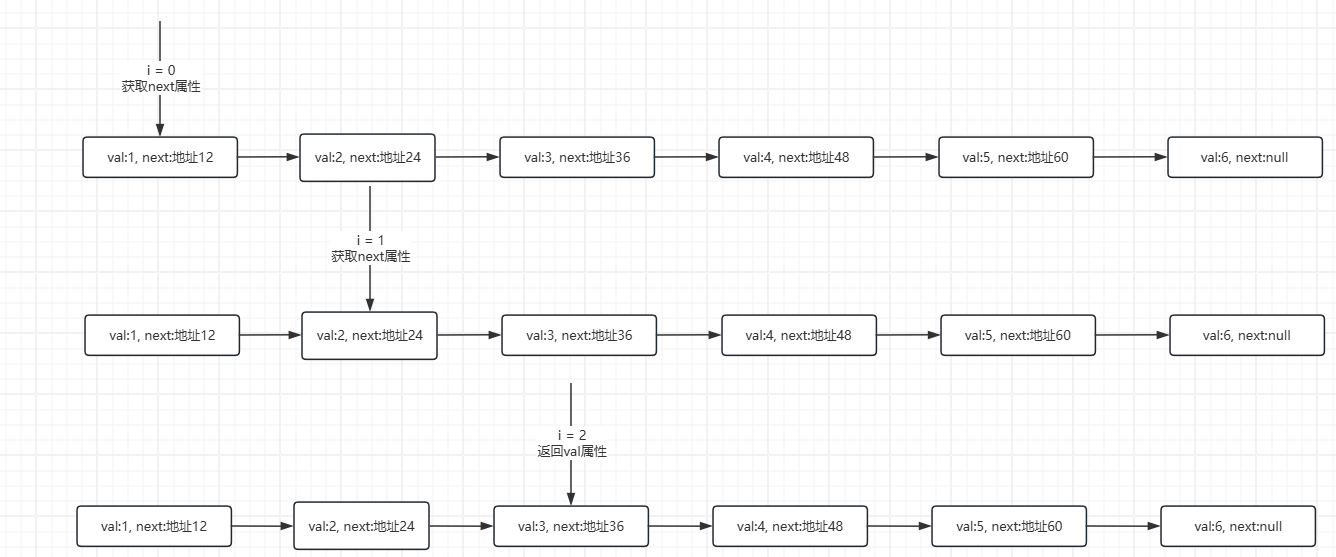 i = 0
获取next属性
val:1, next:地址12
val:2, next:地址24
val:3, next:地址36
val:4, next:地址48
val:5, next:地址60
val:6, next:null
i = 1
获取next属性
val:1, next:地址12
val:2, next:地址24
val:3, next:地址36
val:4, next:地址48
val:5, next:地址60
val:6, next:null
i = 2
返回val属性
val:1, next:地址12
val:2, next:地址24
val:3, next:地址36
val:4, next:地址48
val:5, next:地址60
val:6, next:null